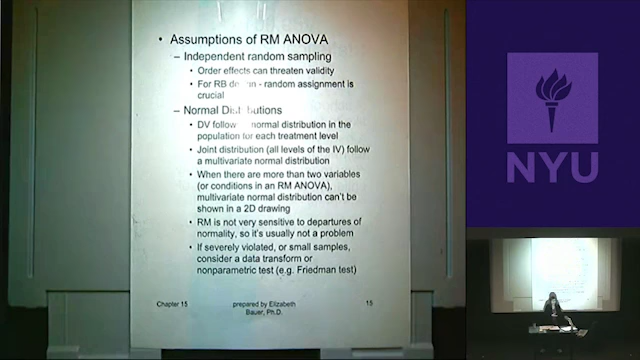 • Assumptions of RM ANOVA
– Independent random sampling
• Order effects can threaten validity
• For RB - random assignment is
crucial
– Normal Distributions
• DV follow normal distribution in the
population for each treatment level
• Joint distribution (all levels of the IV) follow
a multivariate normal distribution
• When there are more than two variables
(or conditions in an RM ANOVA),
multivariate normal distribution can't be
shown in a 2D drawing
• RM is not very sensitive to departures of
normality, so it's usually not a problem
• If severely violated, or small samples,
consider a data transform or
nonparametric test (e.g. Friedman test)
Chapter 15
prepared by Elizabeth
Bauer, Ph.D.
15
NYU